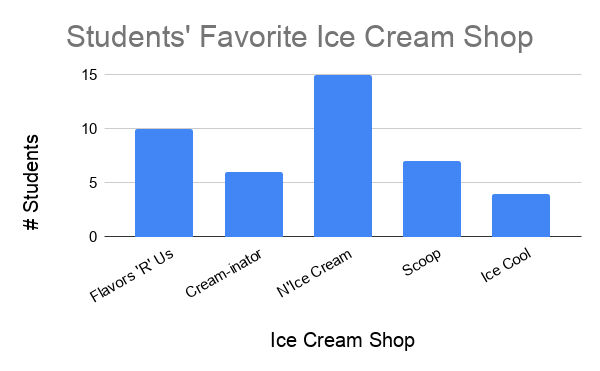 Students' Favorite Ice Cream Shop
15
10
5
0
# Students
Flavors 'R' Us
Cream-inator
N'Ice Cream
Scoop
Ice Cool
Ice Cream Shop